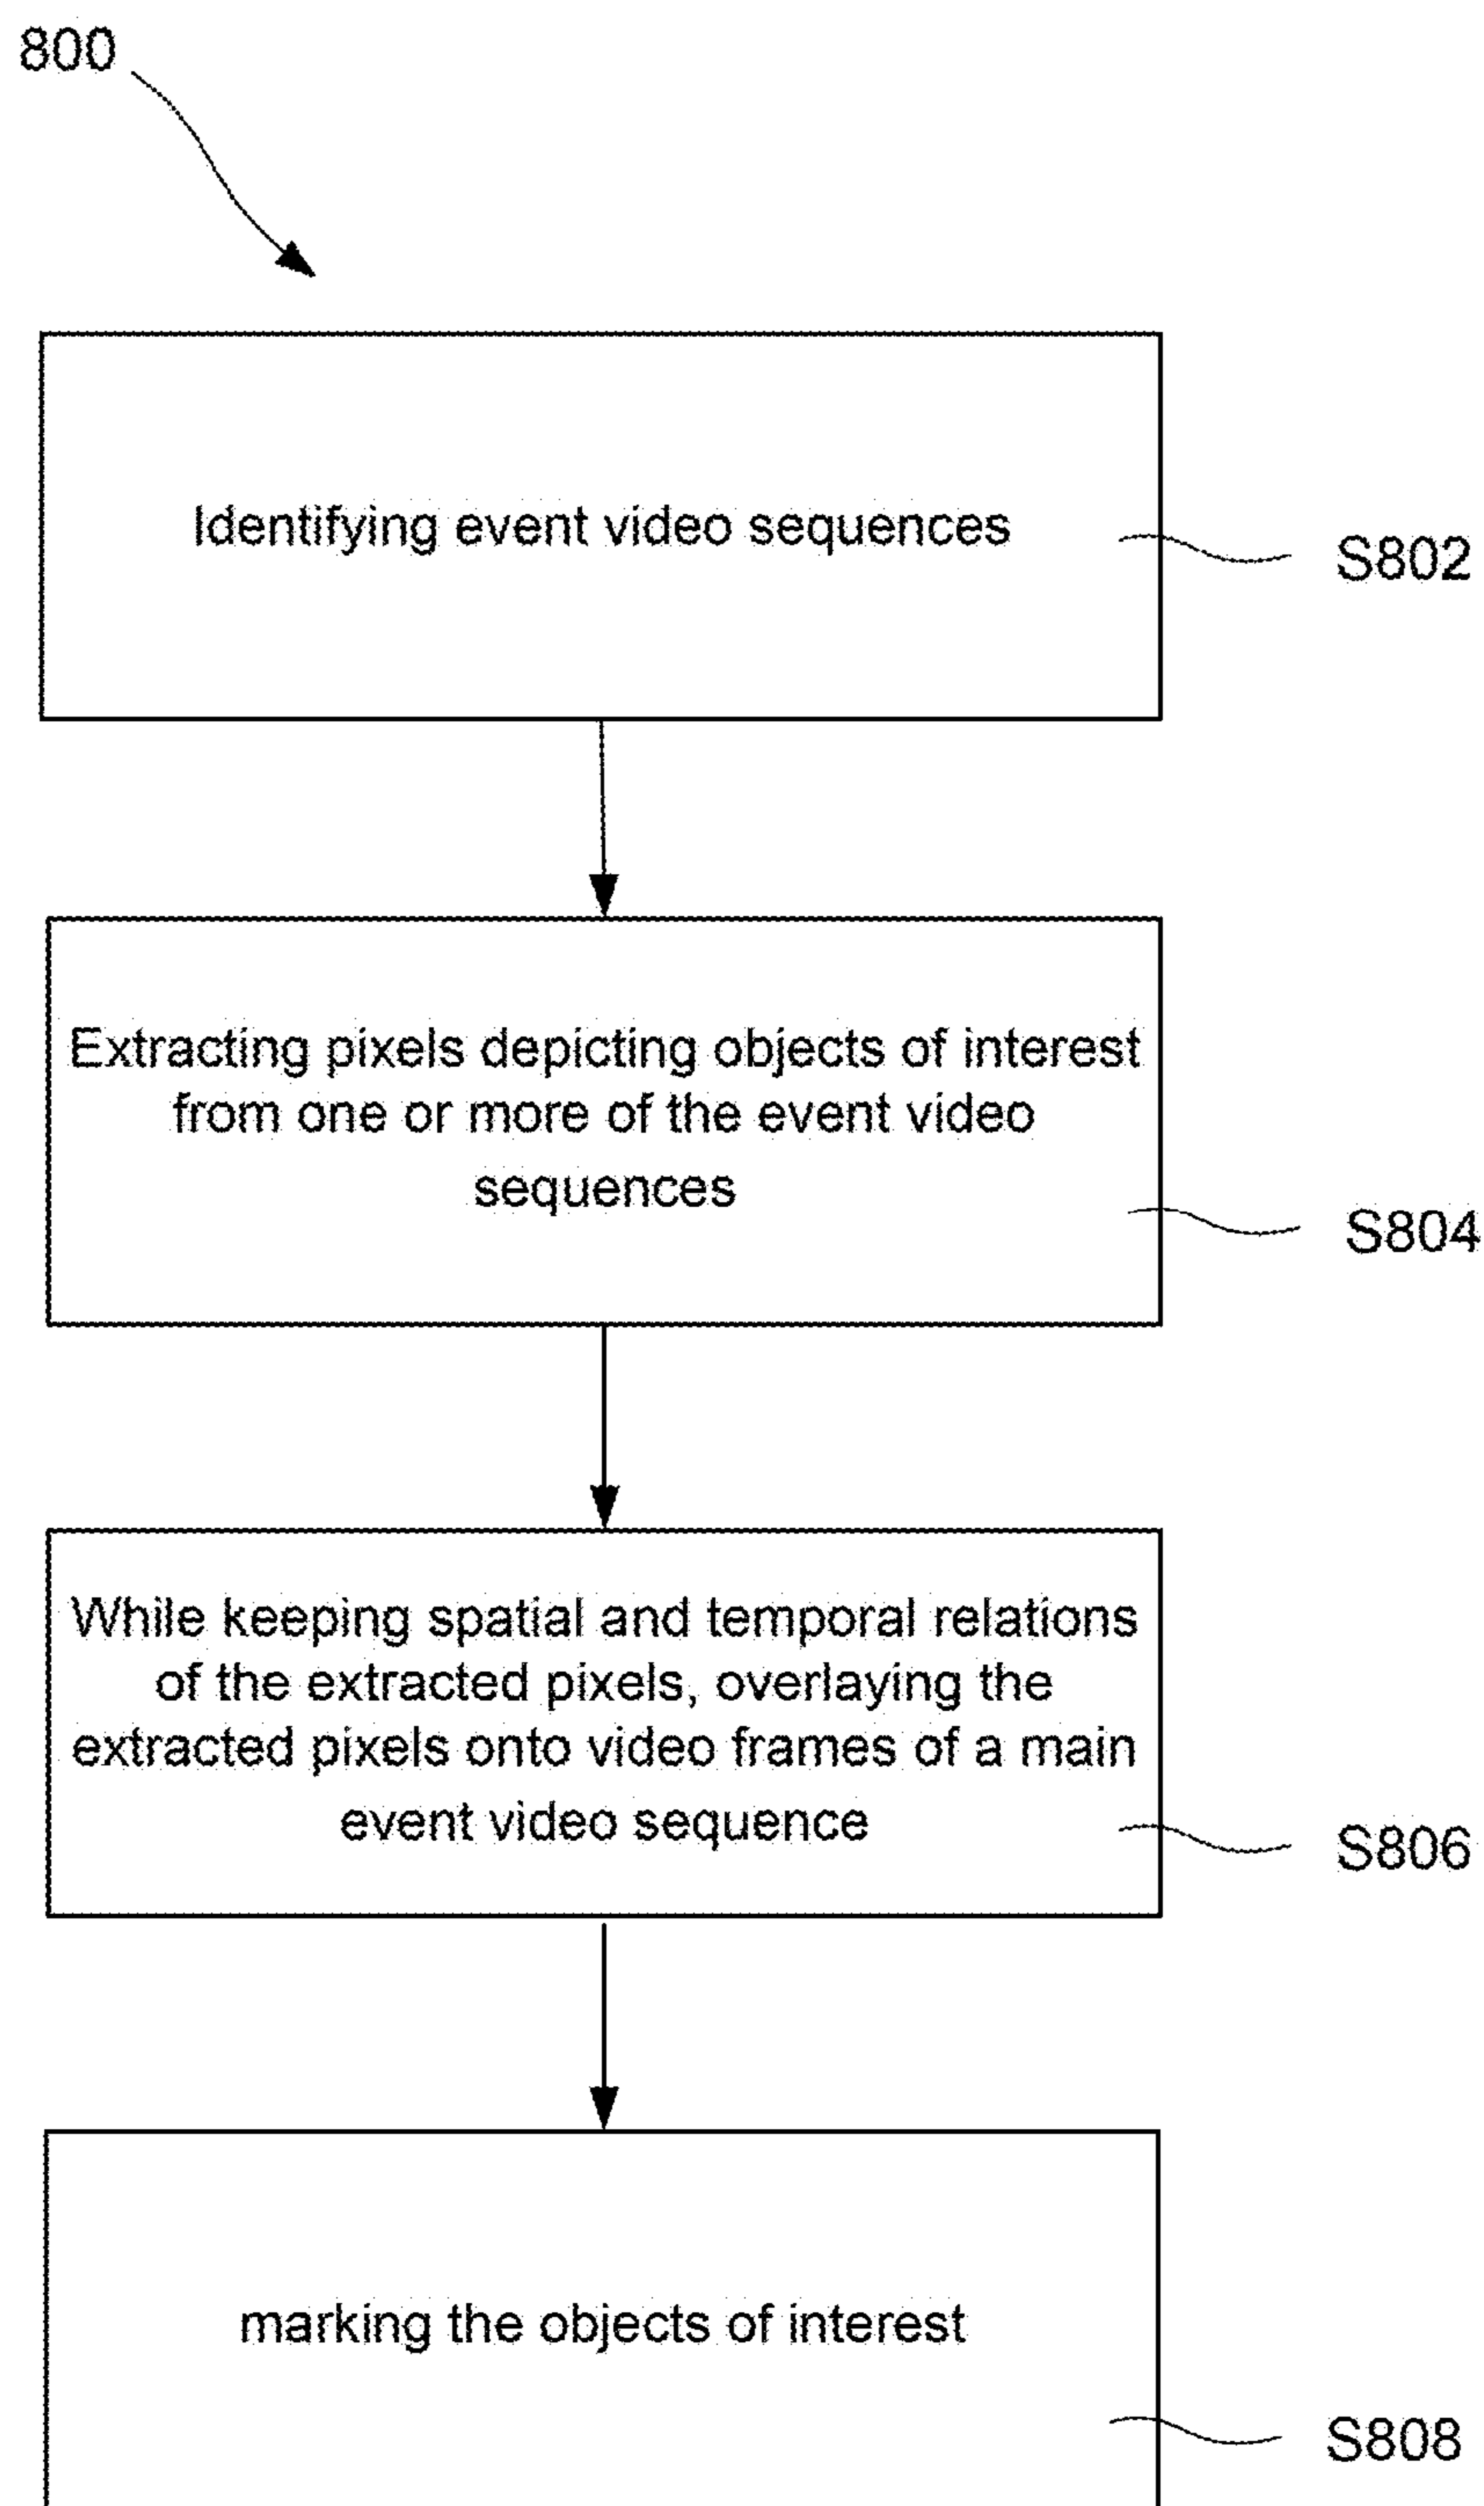 800
Identifying event video sequences
S802
Extracting pixels depicting objects of interest
from one or more of the event video
sequences
S804
While keeping spatial and temporal relations
of the extracted pixels, overlaying the
extracted pixels onto video frames of a main
event video sequence
S806
marking the objects of interest
S808